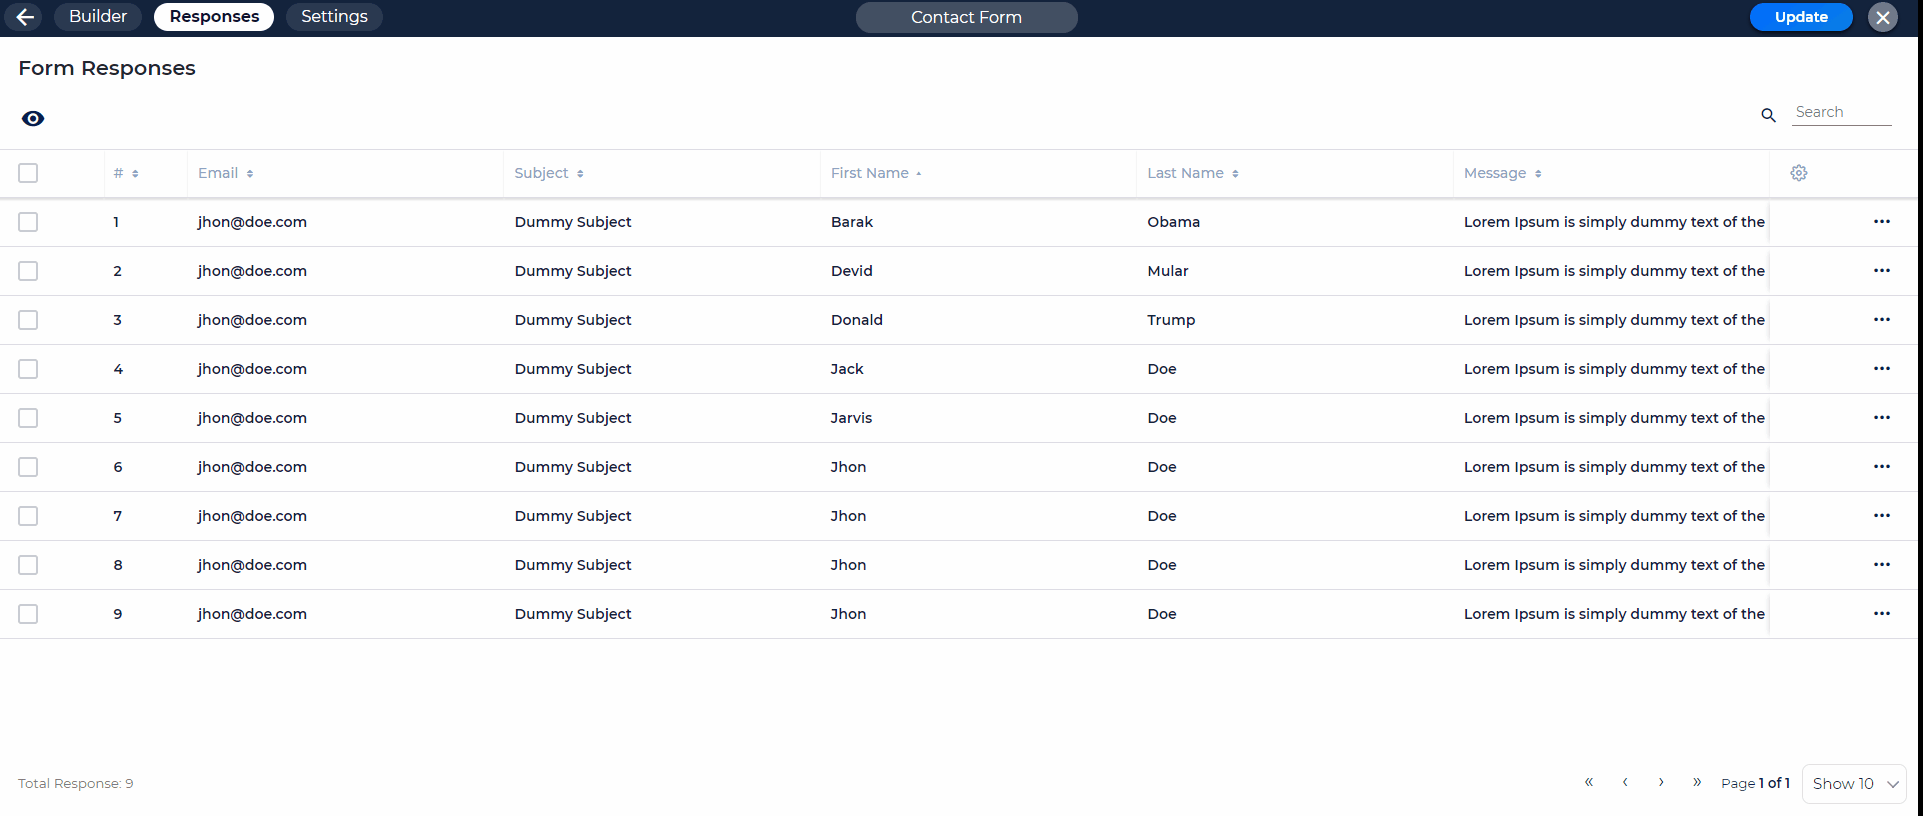 Builder Responses Settings Contact Form Update
Form Responses
Search
# Email Subject First Name Last Name Message
1 jhon@doe.com Dummy Subject Barak Obama Lorem Ipsum is simply dummy text of the
2 jhon@doe.com Dummy Subject Devid Mular Lorem Ipsum is simply dummy text of the
3 jhon@doe.com Dummy Subject Donald Trump Lorem Ipsum is simply dummy text of the
4 jhon@doe.com Dummy Subject Jack Doe Lorem Ipsum is simply dummy text of the
5 jhon@doe.com Dummy Subject Jarvis Doe Lorem Ipsum is simply dummy text of the
6 jhon@doe.com Dummy Subject Jhon Doe Lorem Ipsum is simply dummy text of the
7 jhon@doe.com Dummy Subject Jhon Doe Lorem Ipsum is simply dummy text of the
8 jhon@doe.com Dummy Subject Jhon Doe Lorem Ipsum is simply dummy text of the
9 jhon@doe.com Dummy Subject Jhon Doe Lorem Ipsum is simply dummy text of the
Total Response: 9 « ‹ › » Page 1 of 1 Show 10